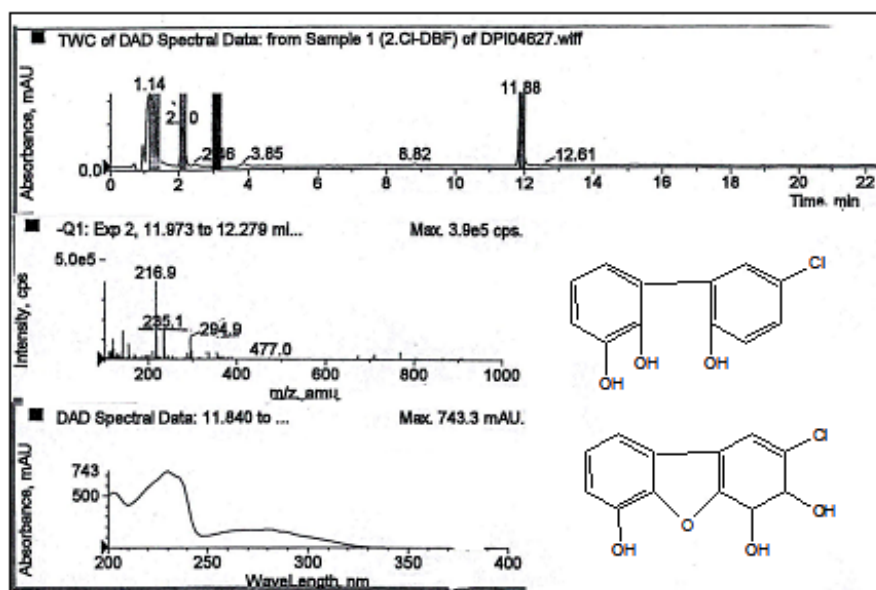 TWC of DAD Spectral Data: from Sample 1 (2.Cl-DBF) of DPI04627.wiff
Absorbance, mAU
1.14
11.88
2.46
3.85
8.82
12.61
0.0
0 2 4 6 8 10 12 14 16 18 20 22
Time, min
-Q1: Exp 2, 11.973 to 12.279 mi...
Max. 3.9e5 cps.
Intensity, cps
5.0e5
216.9
235.1
294.9
477.0
200 400 600 800 1000
m/z, amu
Cl
OH
OH
OH
DAD Spectral Data: 11.840 to ...
Max. 743.3 mAU.
Absorbance, mAU
743
500
200 250 300 350 400
WaveLength, nm
Cl
OH
O
OH
OH